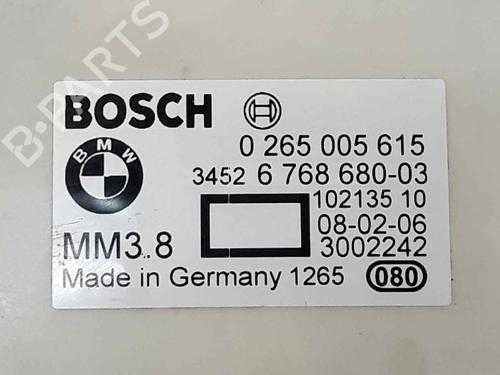 B-PARTS
BOSCH
0 265 005 615
BMW
3452 6 768 680-03
102135 10
08-02-06
MM3..8 3002242
Made in Germany 1265 080